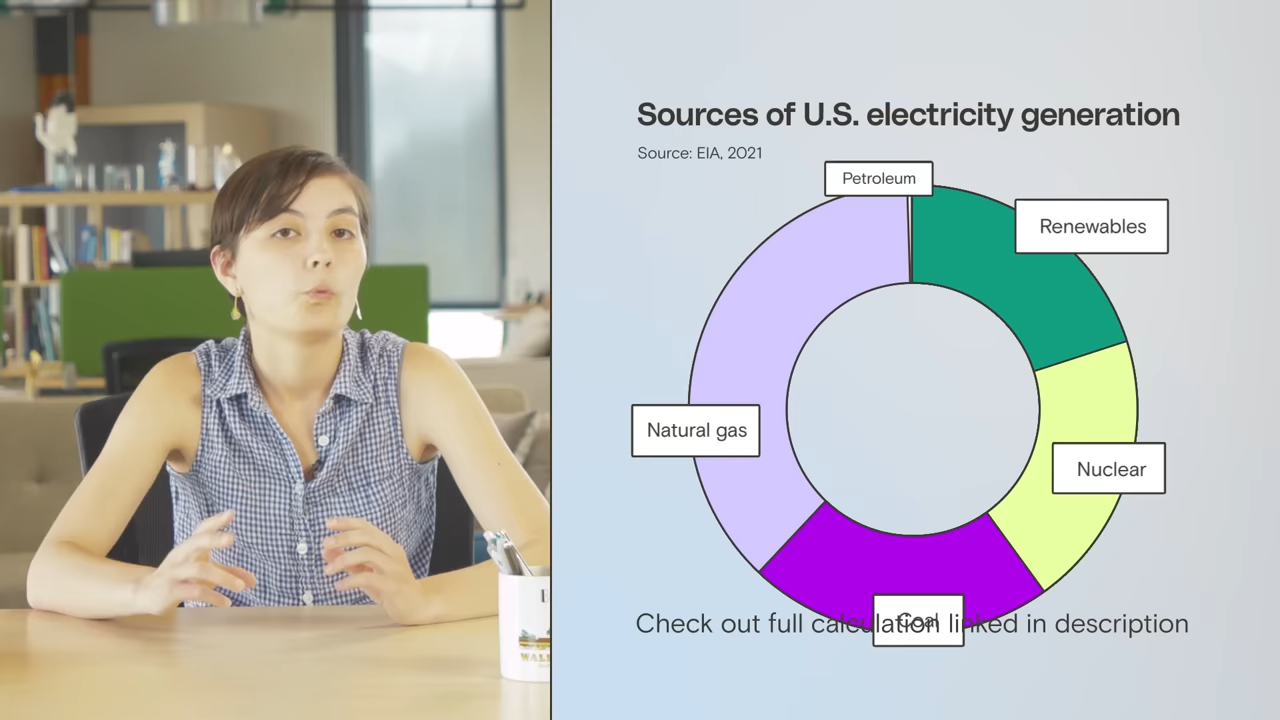 Sources of U.S. electricity generation
Source: EIA, 2021
Petroleum
Renewables
Natural gas
Nuclear
Coal
Check out full calculation linked in description